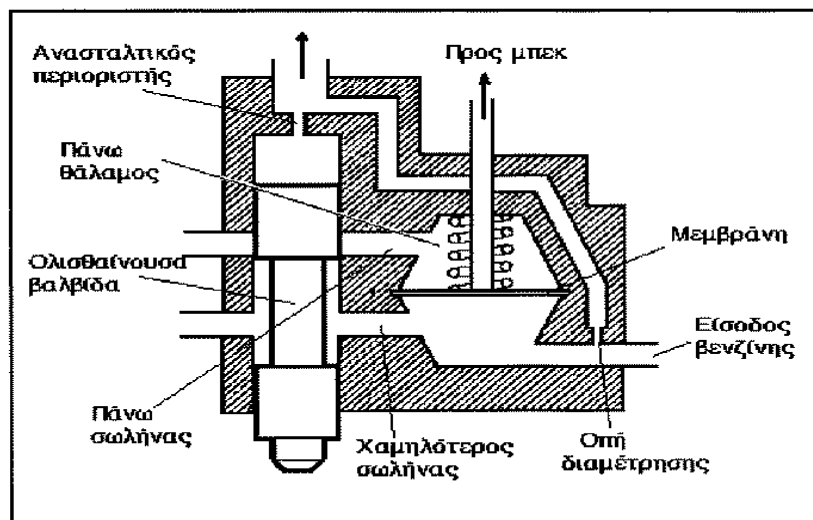 Ανασταλτικός
περιοριστής
Προς μπεκ
Πάνω
θάλαμος
Μεμβράνη
Ολισθαίνουσα
βαλβίδα
Είσοδος
βενζίνης
Πάνω
σωλήνας
Χαμηλότερος
σωλήνας
Οπή
διαμέτρησης